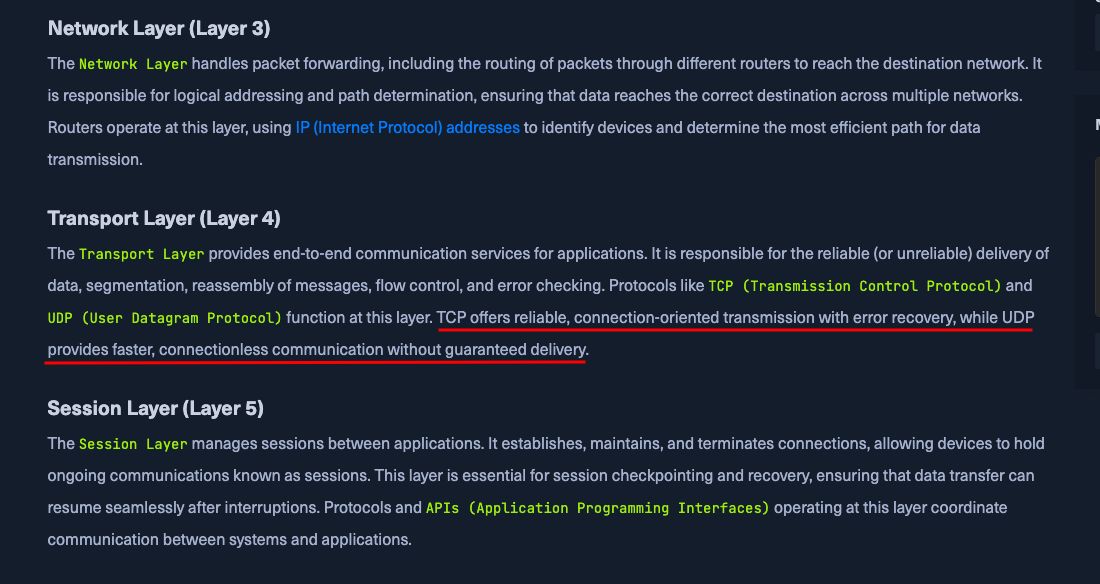 Network Layer (Layer 3)
The Network Layer handles packet forwarding, including the routing of packets through different routers to reach the destination network. It
is responsible for logical addressing and path determination, ensuring that data reaches the correct destination across multiple networks.
Routers operate at this layer, using IP (Internet Protocol) addresses to identify devices and determine the most efficient path for data
transmission.
Transport Layer (Layer 4)
The Transport Layer provides end-to-end communication services for applications. It is responsible for the reliable (or unreliable) delivery of
data, segmentation, reassembly of messages, flow control, and error checking. Protocols like TCP (Transmission Control Protocol) and
UDP (User Datagram Protocol) function at this layer. TCP offers reliable, connection-oriented transmission with error recovery, while UDP
provides faster, connectionless communication without guaranteed delivery.
Session Layer (Layer 5)
The Session Layer manages sessions between applications. It establishes, maintains, and terminates connections, allowing devices to hold
ongoing communications known as sessions. This layer is essential for session checkpointing and recovery, ensuring that data transfer can
resume seamlessly after interruptions. Protocols and APIs (Application Programming Interfaces) operating at this layer coordinate
communication between systems and applications.